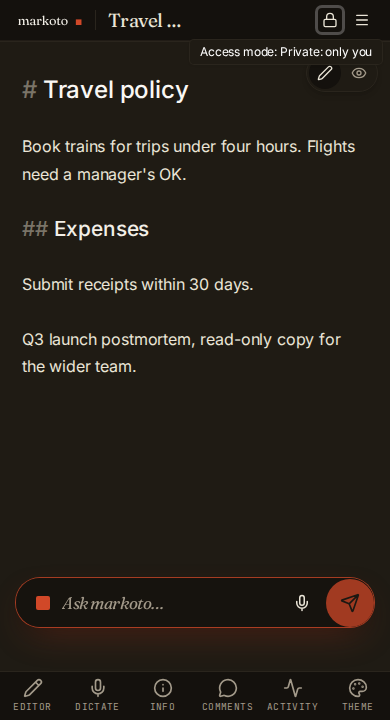 markoto
Travel ...
Access mode: Private: only you
# Travel policy
Book trains for trips under four hours. Flights
need a manager's OK.
## Expenses
Submit receipts within 30 days.
Q3 launch postmortem, read-only copy for
the wider team.
Ask markoto...
EDITOR DICTATE INFO COMMENTS ACTIVITY THEME